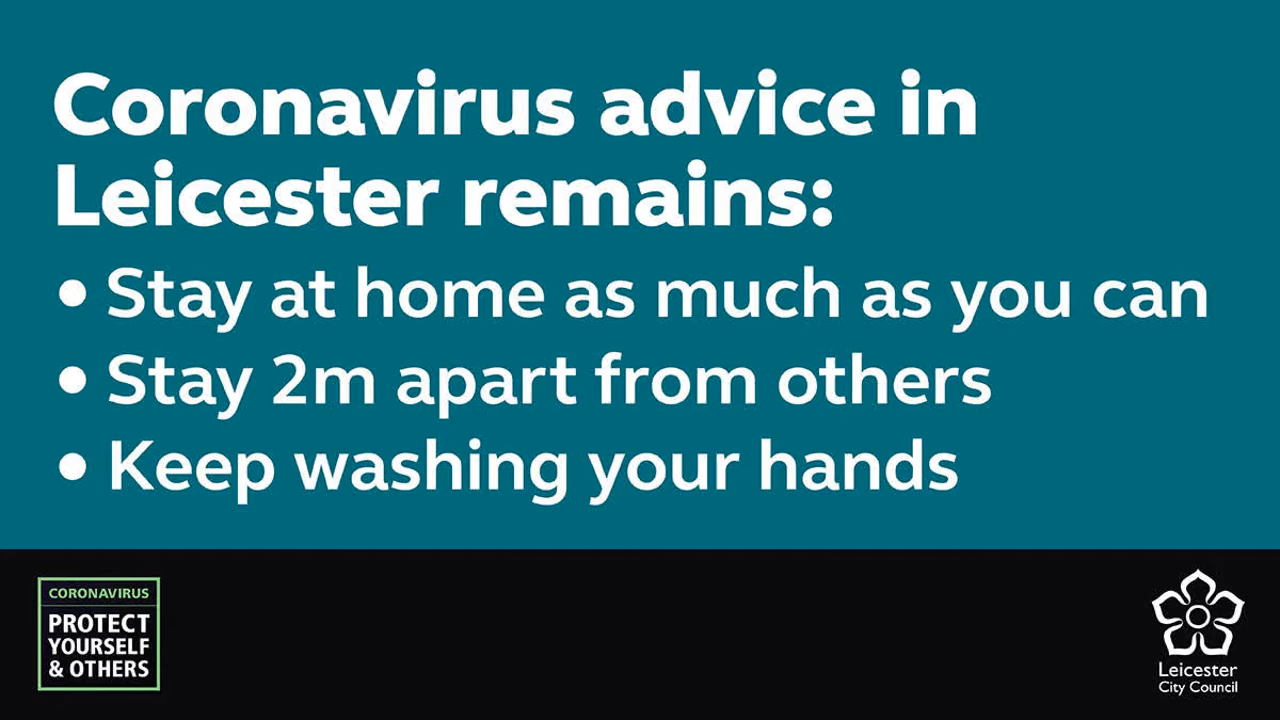 Coronavirus advice in
Leicester remains:
• Stay at home as much as you can
• Stay 2m apart from others
• Keep washing your hands
CORONAVIRUS
PROTECT
YOURSELF
& OTHERS
Leicester
City Council